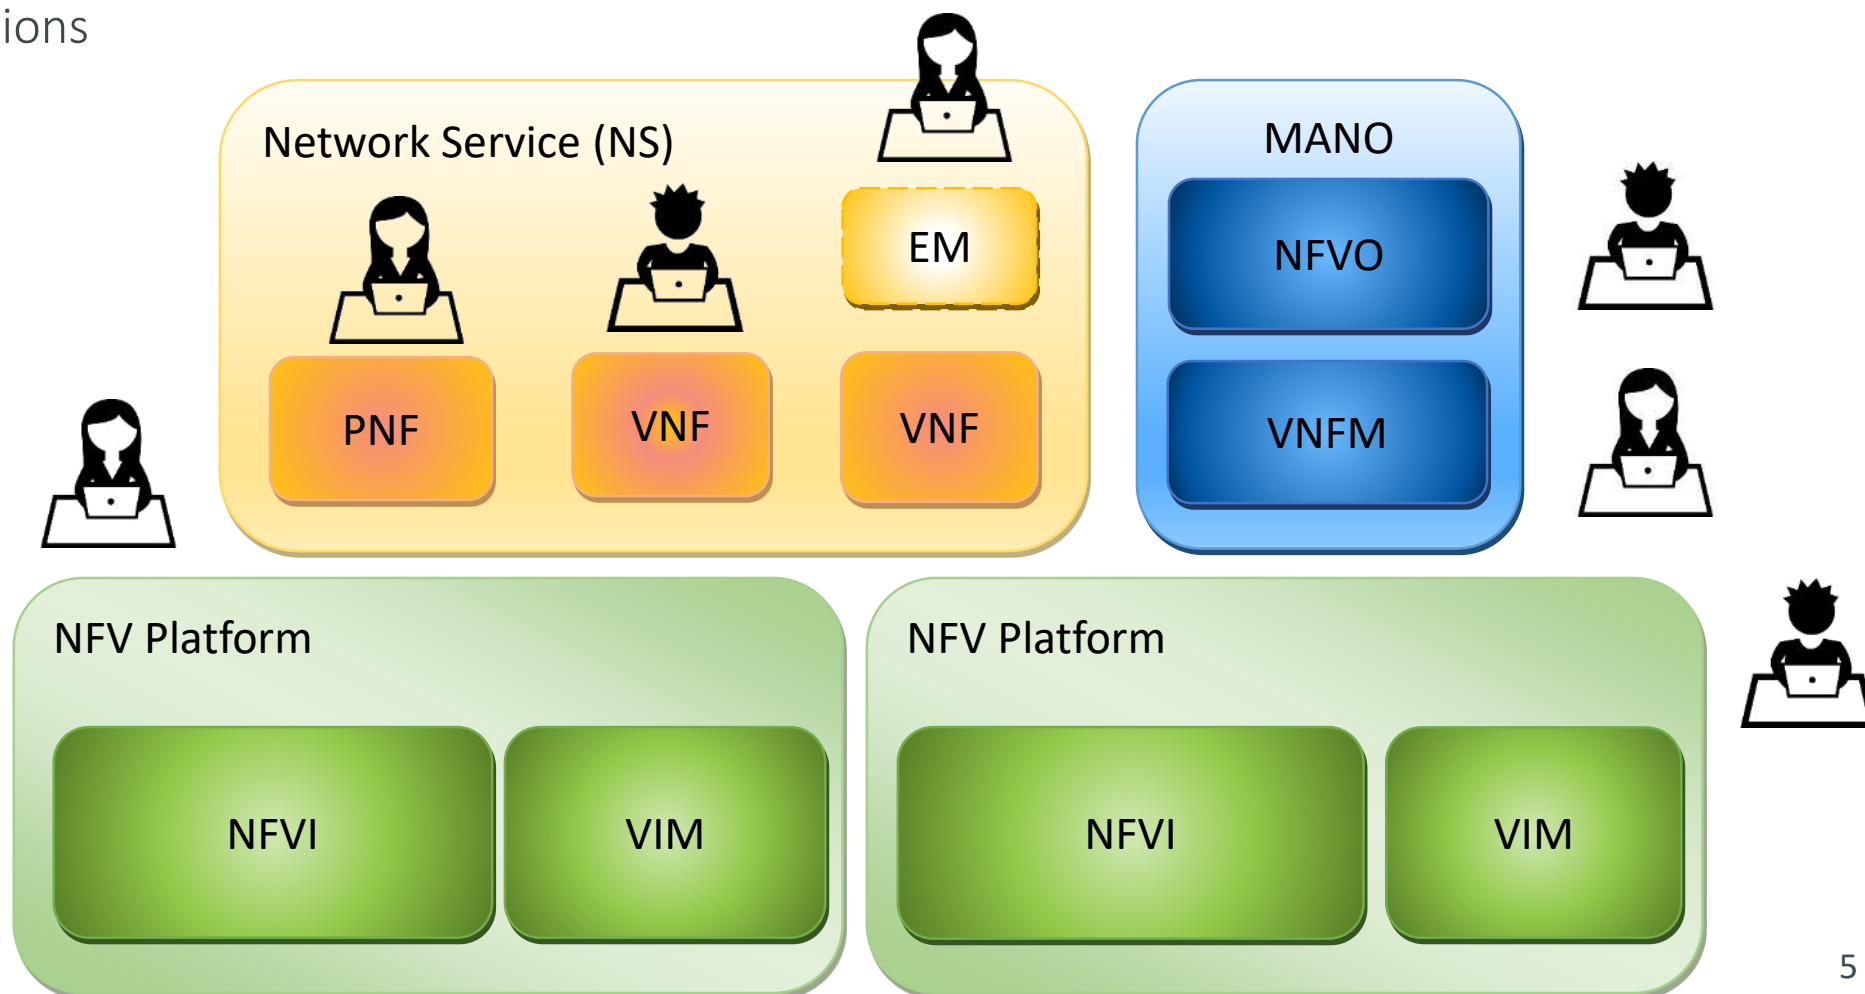 ions
Network Service (NS)
MANO
EM
NFVO
PNF
VNF
VNF
VNFM
NFV Platform
NFV Platform
NFVI
VIM
NFVI
VIM
5